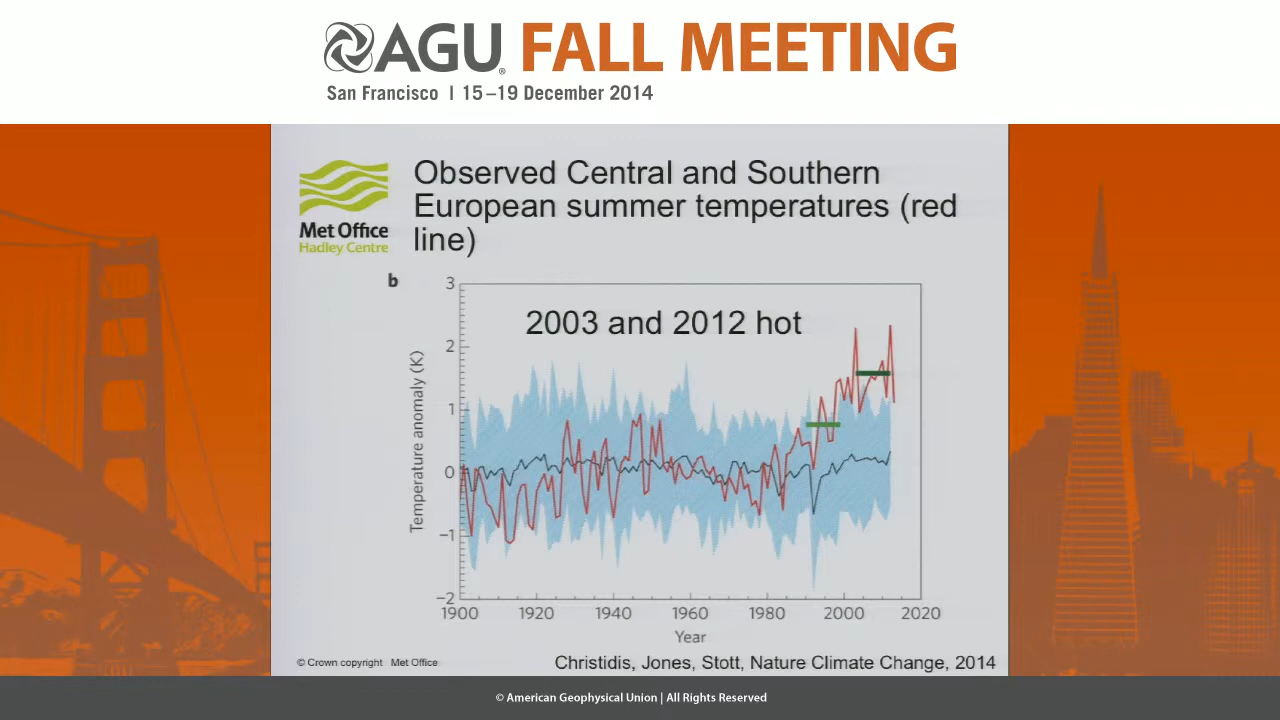 AGU® FALL MEETING
San Francisco | 15–19 December 2014
Met Office
Hadley Centre
Observed Central and Southern
European summer temperatures (red
line)
b
2003 and 2012 hot
Temperature anomaly (K)
3
2
1
0
−1
−2
1900 1920 1940 1960 1980 2000 2020
Year
© Crown copyright Met Office
Christidis, Jones, Stott, Nature Climate Change, 2014
© American Geophysical Union | All Rights Reserved